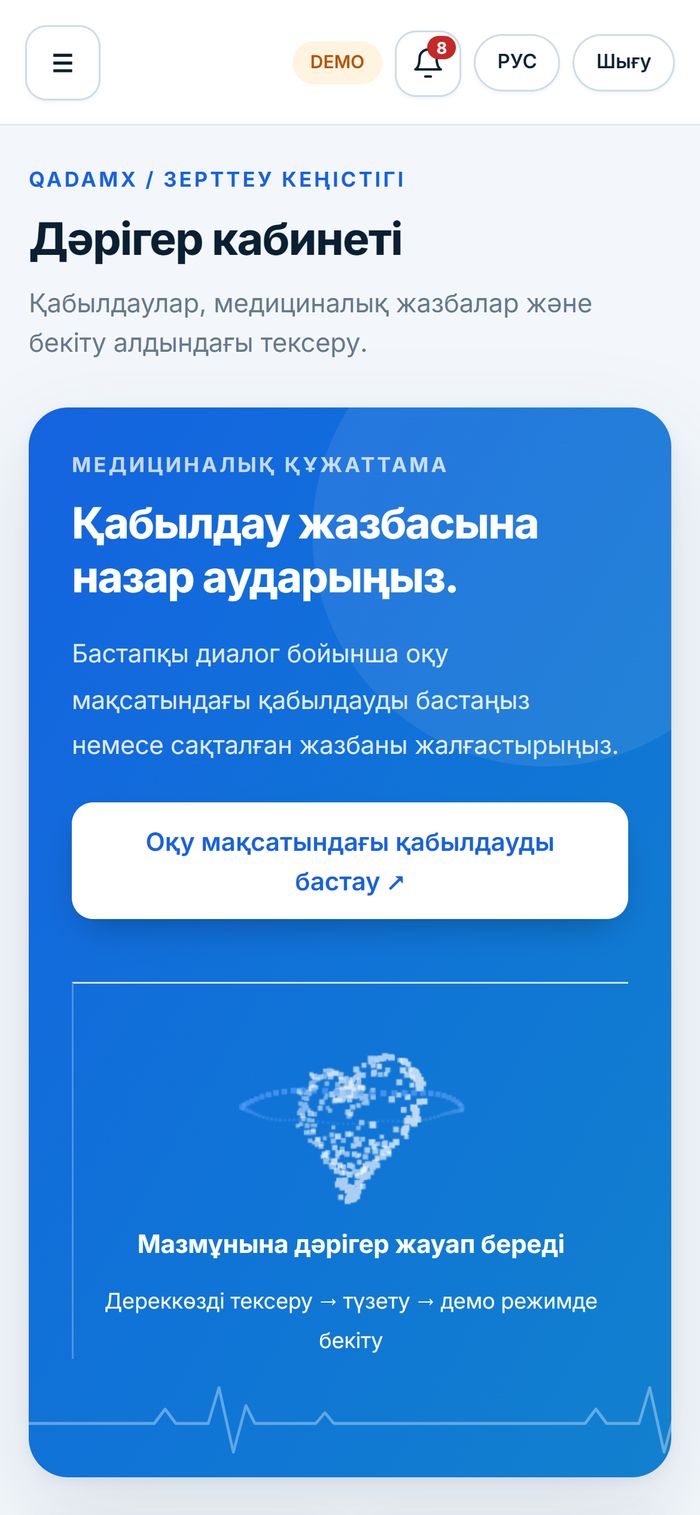 ☰
DEMO
8
РУС
Шығу
QADAMX / ЗЕРТТЕУ КЕҢІСТІГІ
Дәрігер кабинеті
Қабылдаулар, медициналық жазбалар және
бекіту алдындағы тексеру.
МЕДИЦИНАЛЫҚ ҚҰЖАТТАМА
Қабылдау жазбасына
назар аударыңыз.
Бастапқы диалог бойынша оқу
мақсатындағы қабылдауды бастаңыз
немесе сақталған жазбаны жалғастырыңыз.
Оқу мақсатындағы қабылдауды
бастау ↗
Мазмұнына дәрігер жауап береді
Дереккөзді тексеру → түзету → демо режимде
бекіту